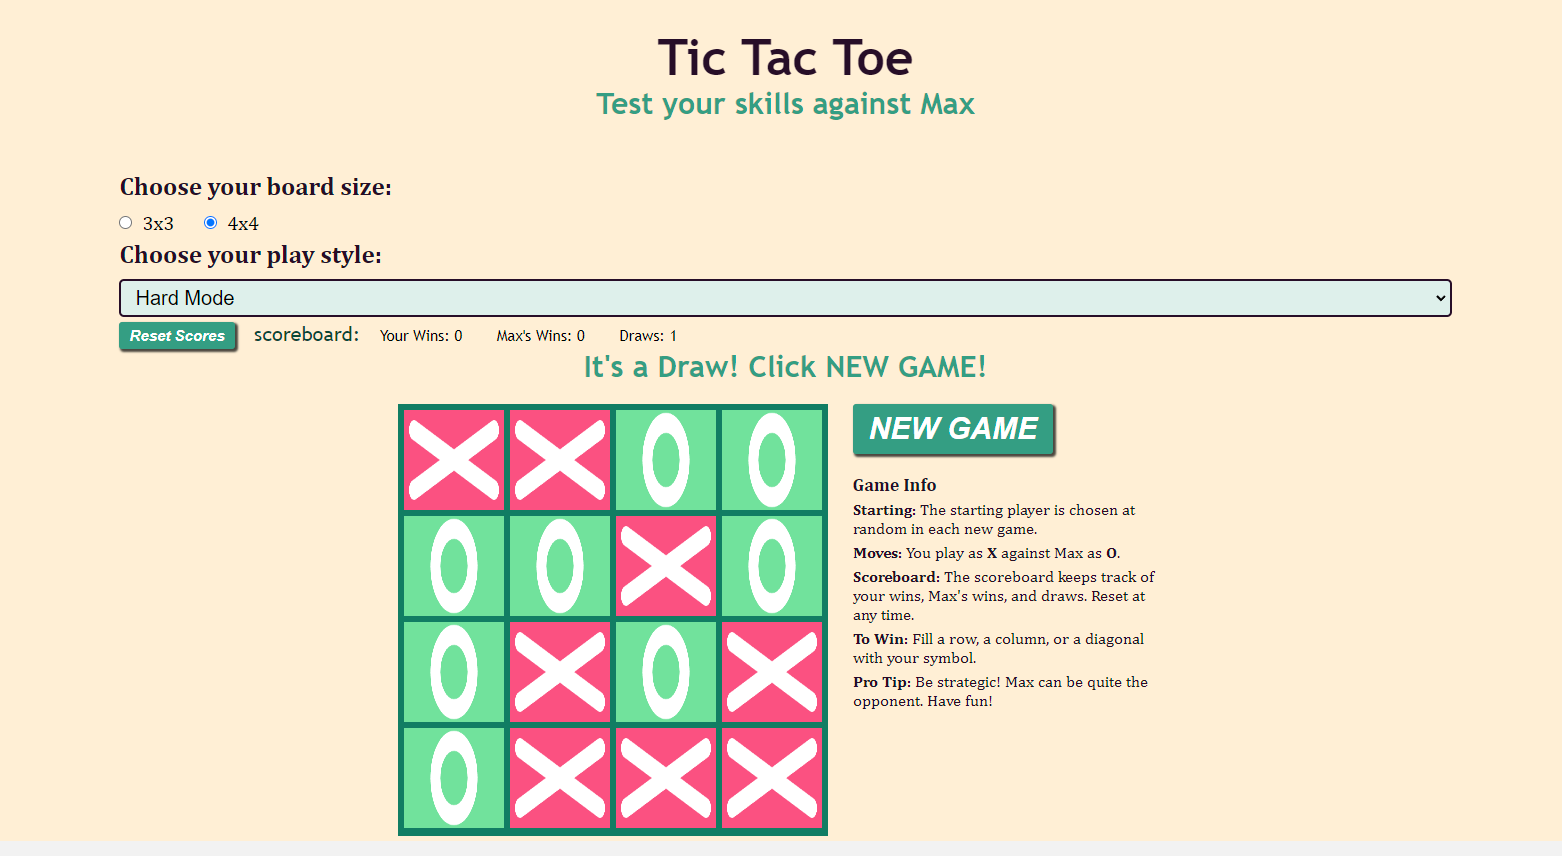 Tic Tac Toe
Test your skills against Max
Choose your board size:
3x3 4x4
Choose your play style:
Hard Mode
Reset Scores scoreboard: Your Wins: 0 Max's Wins: 0 Draws: 1
It's a Draw! Click NEW GAME!
X X O O
O O X O
O X O X
O X X X
NEW GAME
Game Info
Starting: The starting player is chosen at
random in each new game.
Moves: You play as X against Max as O.
Scoreboard: The scoreboard keeps track of
your wins, Max's wins, and draws. Reset at
any time.
To Win: Fill a row, a column, or a diagonal
with your symbol.
Pro Tip: Be strategic! Max can be quite the
opponent. Have fun!